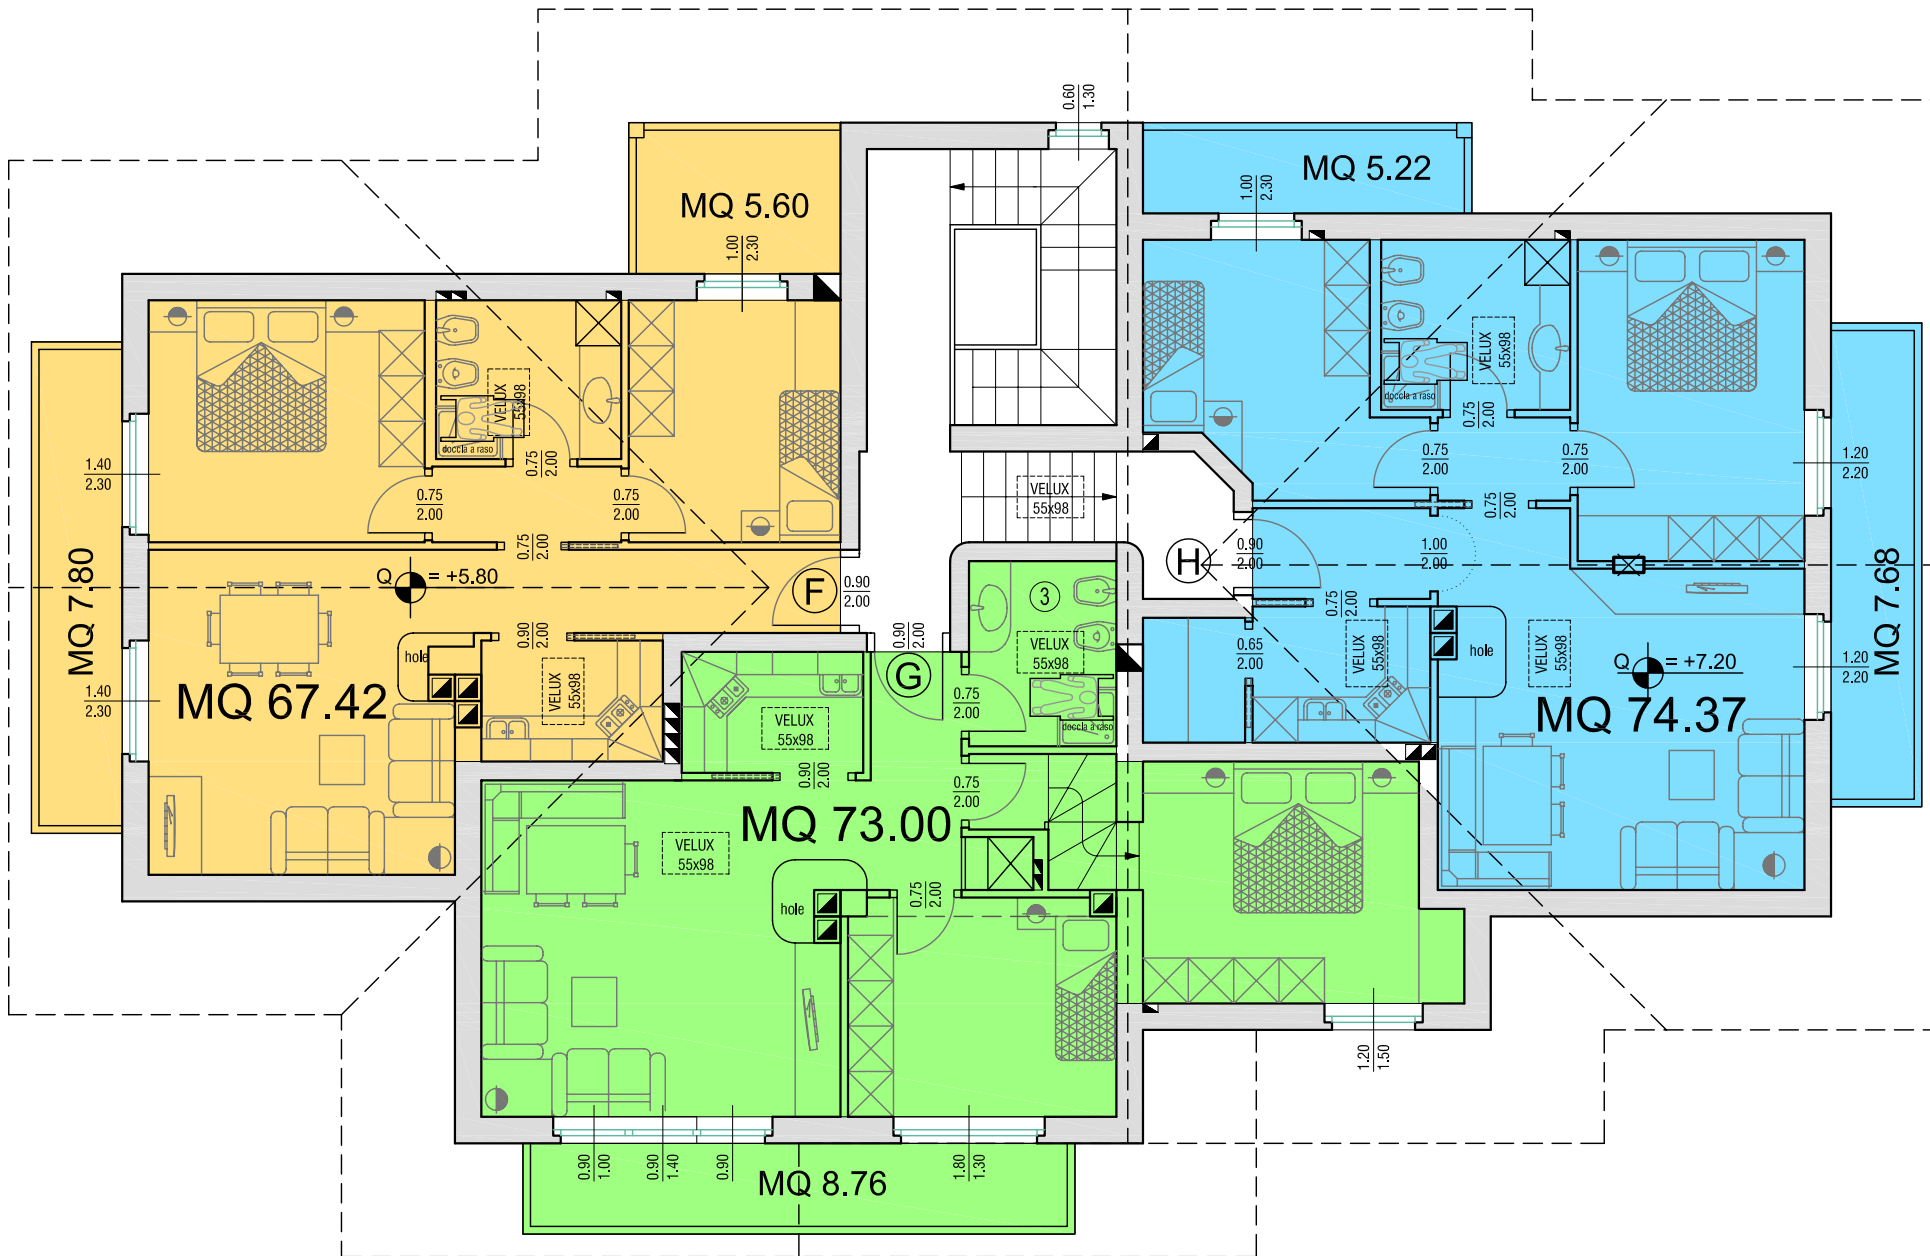 0.60
1.30
MQ 5.60
1.00
2.30
MQ 5.22
1.00
2.30
VELUX
55x98
doccia a raso
0.75
2.00
0.75
2.00
0.75
2.00
0.75
2.00
1.40
2.30
MQ 7.80
1.40
2.30
Q = +5.80
F
0.90
2.00
hole
0.90
2.00
VELUX
55x98
MQ 67.42
VELUX
55x98
VELUX
55x98
doccia a raso
0.75
2.00
0.75
2.00
0.75
2.00
0.75
2.00
1.20
2.20
MQ 7.68
1.20
2.20
H
0.90
2.00
1.00
2.00
0.75
2.00
0.65
2.00
VELUX
55x98
hole
VELUX
55x98
Q = +7.20
MQ 74.37
3
VELUX
55x98
doccia a raso
0.90
2.00
G
0.75
2.00
VELUX
55x98
0.90
2.00
0.75
2.00
MQ 73.00
VELUX
55x98
hole
0.75
2.00
1.20
1.50
0.90
1.00
0.90
1.40
0.90
1.80
1.30
MQ 8.76